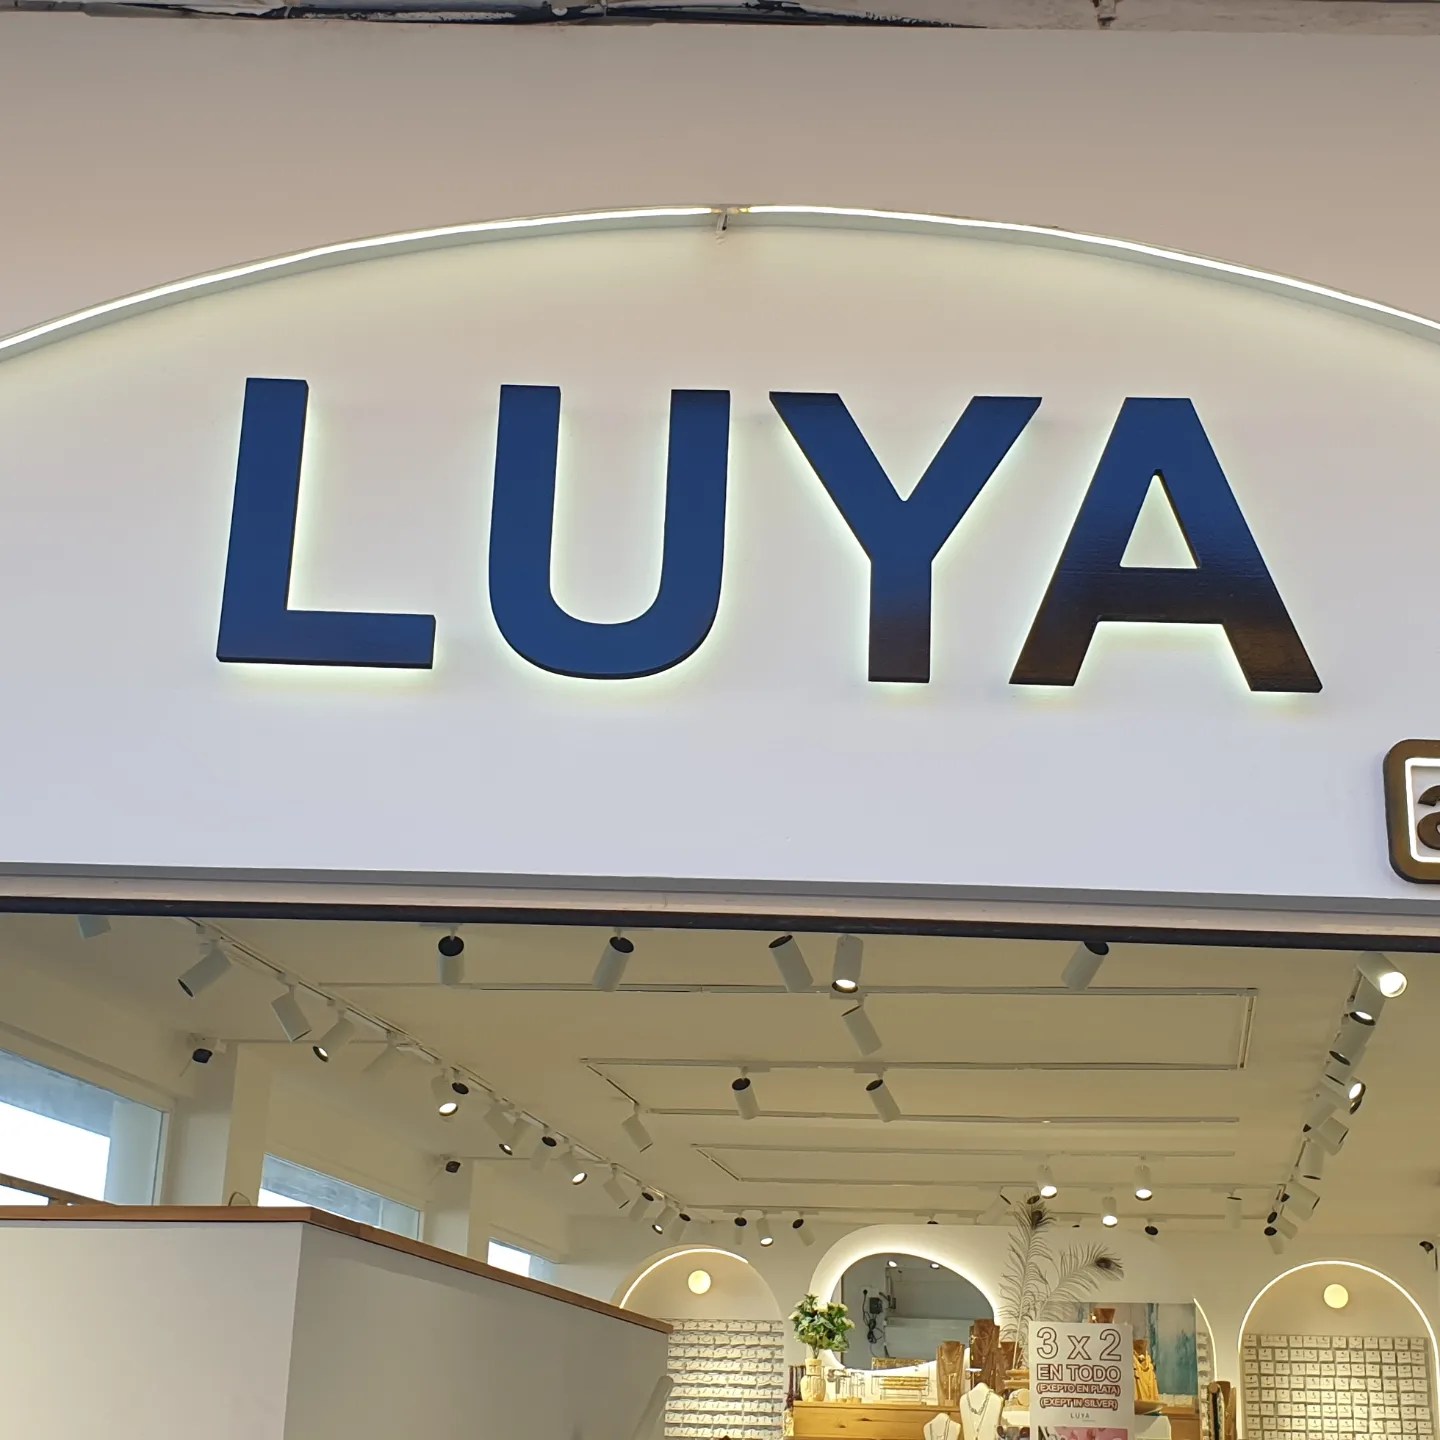 LUYA
a
3 x 2
EN TODO
(EXEPTO EN PLATA)
(EXEPT IN SILVER)
LUYA